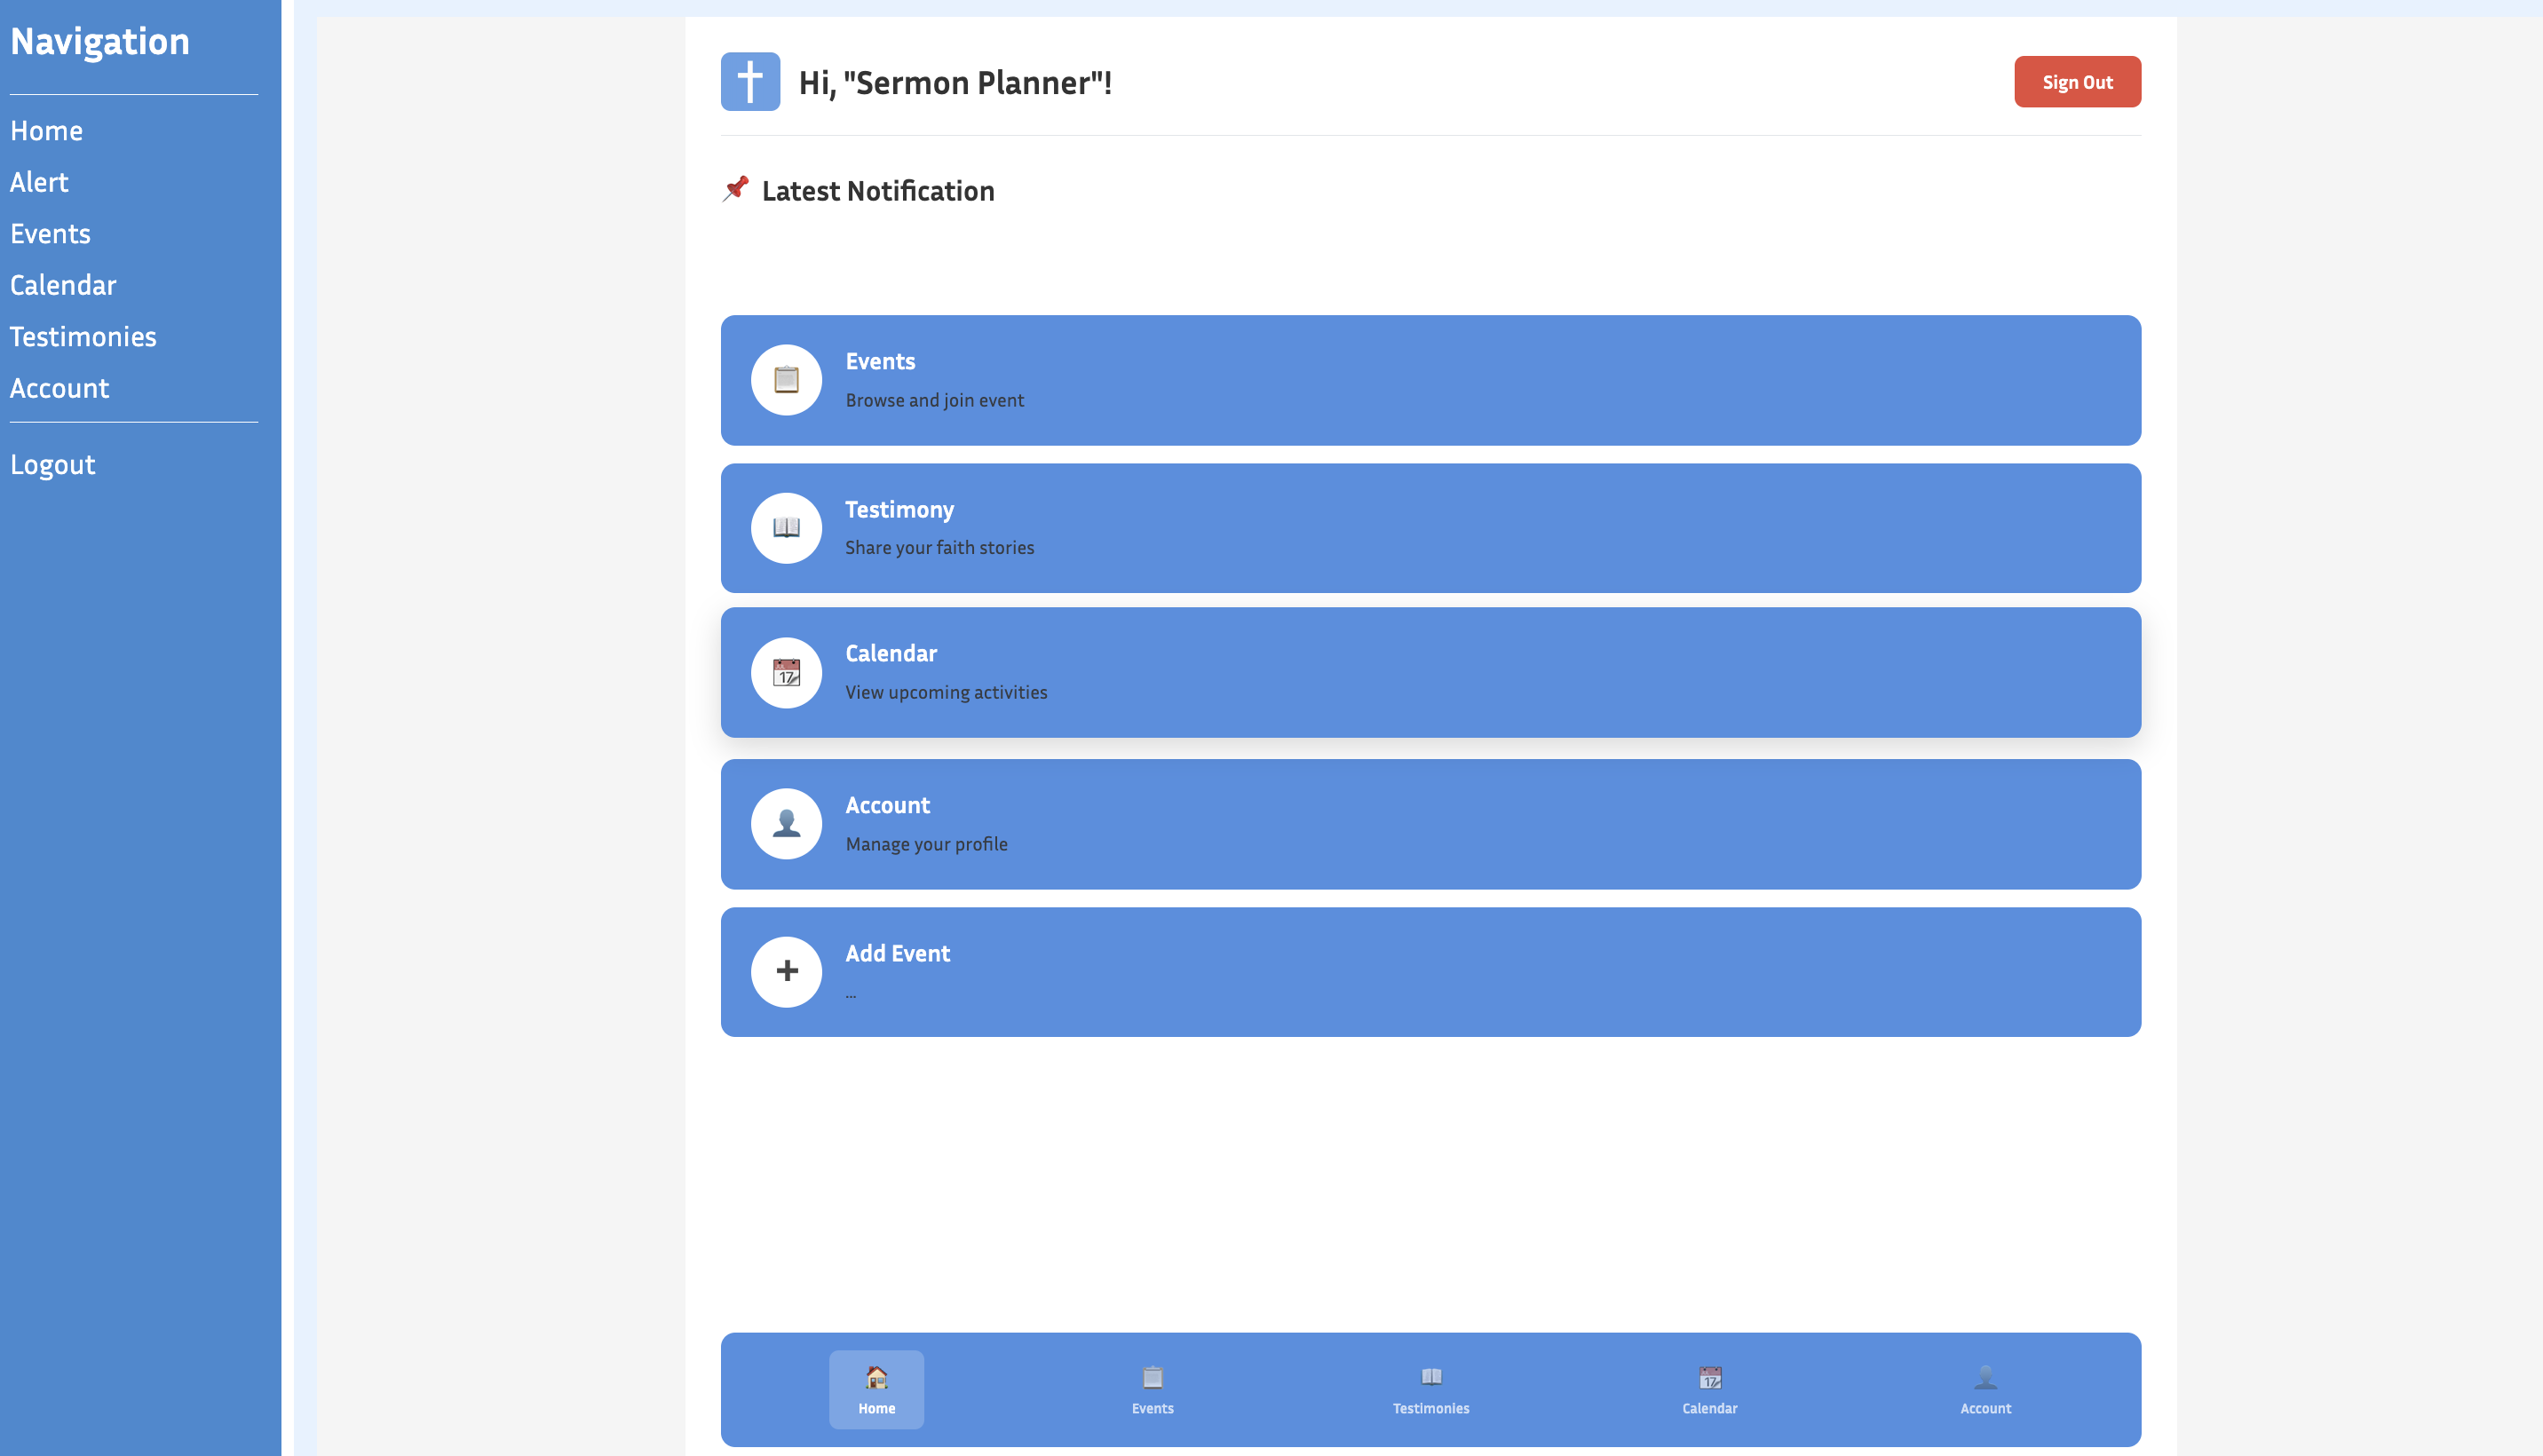 Navigation
Home
Alert
Events
Calendar
Testimonies
Account
Logout
Hi, "Sermon Planner"!
Sign Out
Latest Notification
Events
Browse and join event
Testimony
Share your faith stories
Calendar
View upcoming activities
Account
Manage your profile
Add Event
...
Home
Events
Testimonies
Calendar
Account